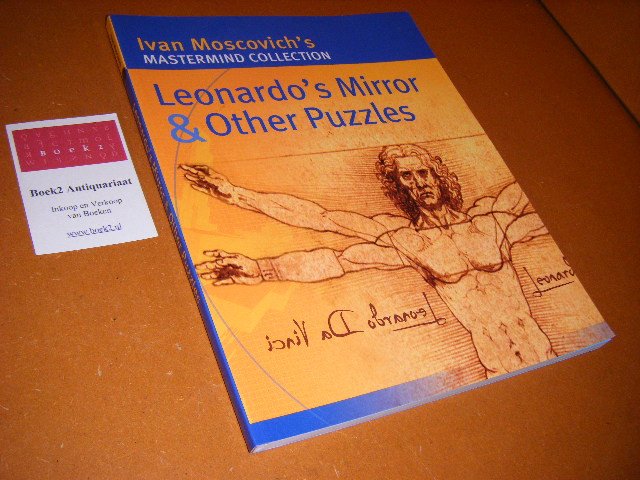 Ivan Moscovich's
MASTERMIND COLLECTION
Leonardo's Mirror
& Other Puzzles
Leonardo Da Vinci
Boek2
Boek2 Antiquariaat
Inkoop en Verkoop
van Boeken
www.boek2.nl